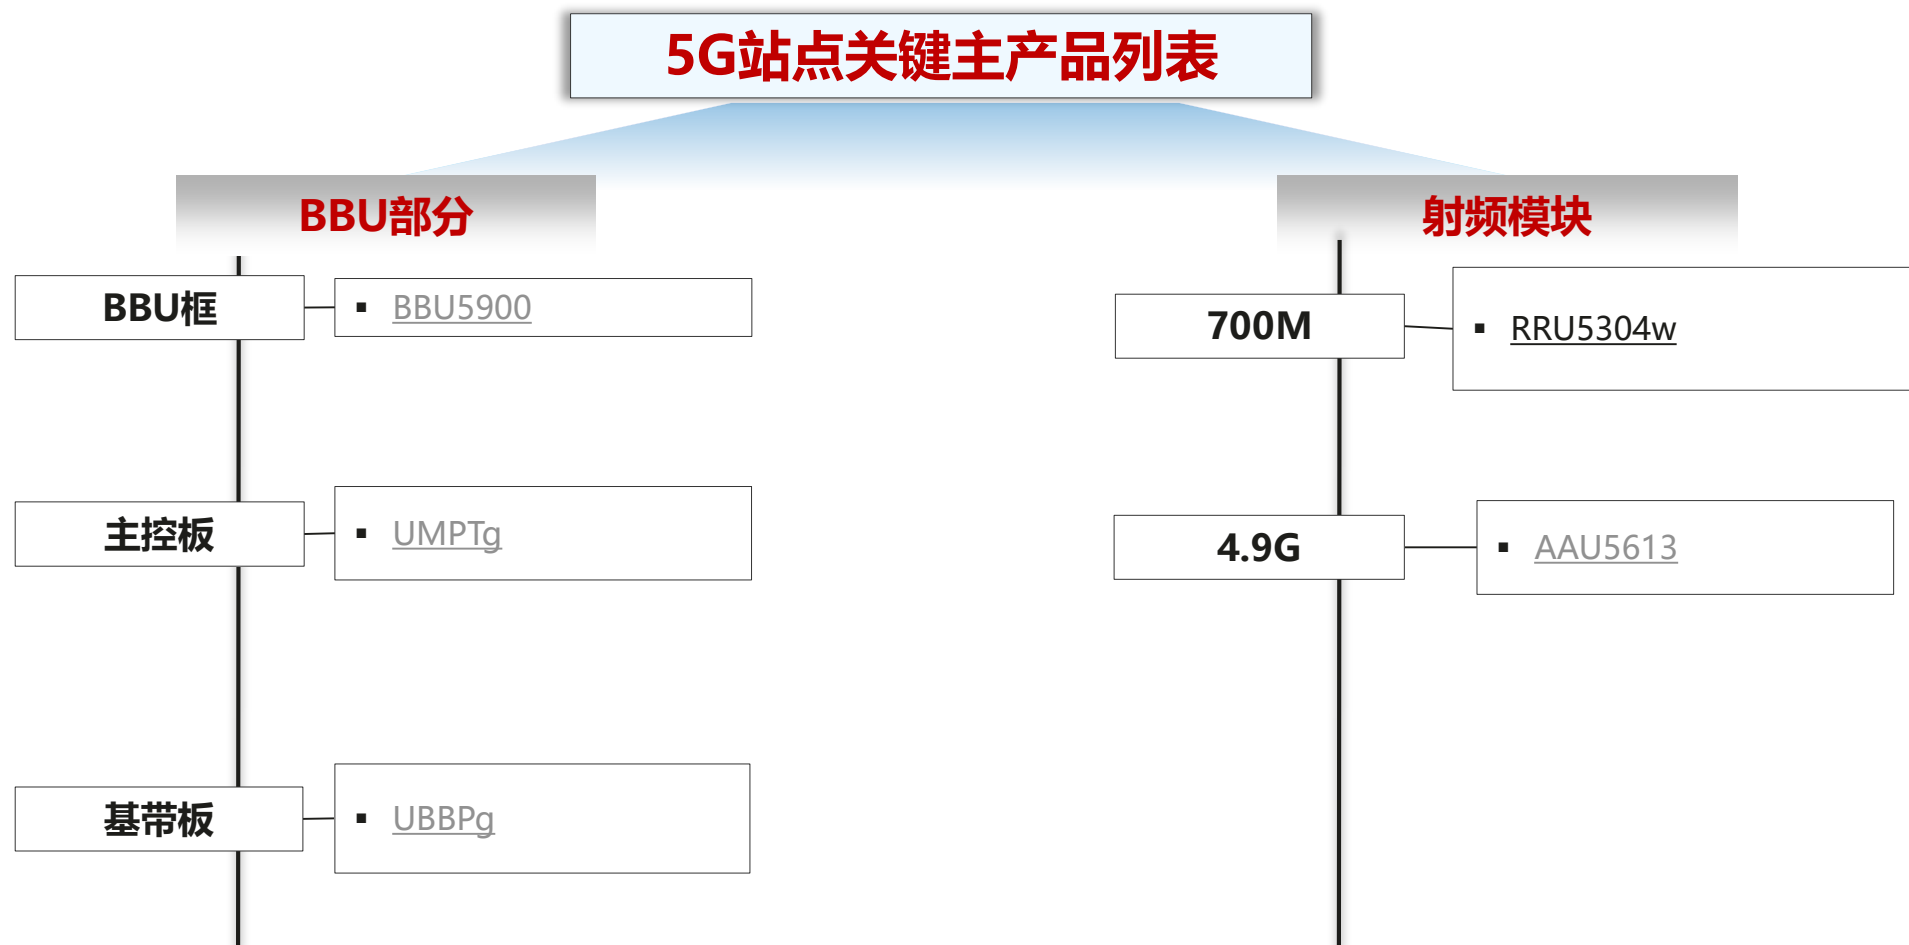 5G站点关键主产品列表
BBU部分
BBU框
▪ BBU5900
主控板
▪ UMPTg
基带板
▪ UBBPg
射频模块
700M
▪ RRU5304w
4.9G
▪ AAU5613